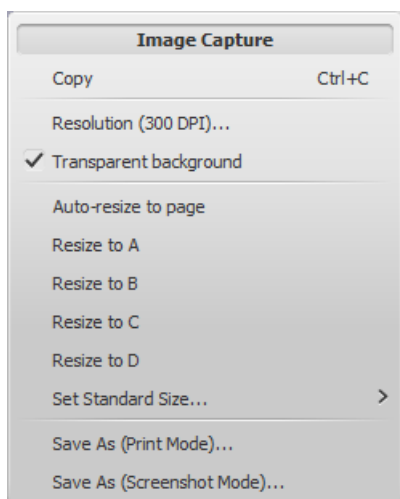 Image Capture
Copy Ctrl+C
Resolution (300 DPI)...
Transparent background
Auto-resize to page
Resize to A
Resize to B
Resize to C
Resize to D
Set Standard Size...
Save As (Print Mode)...
Save As (Screenshot Mode)...